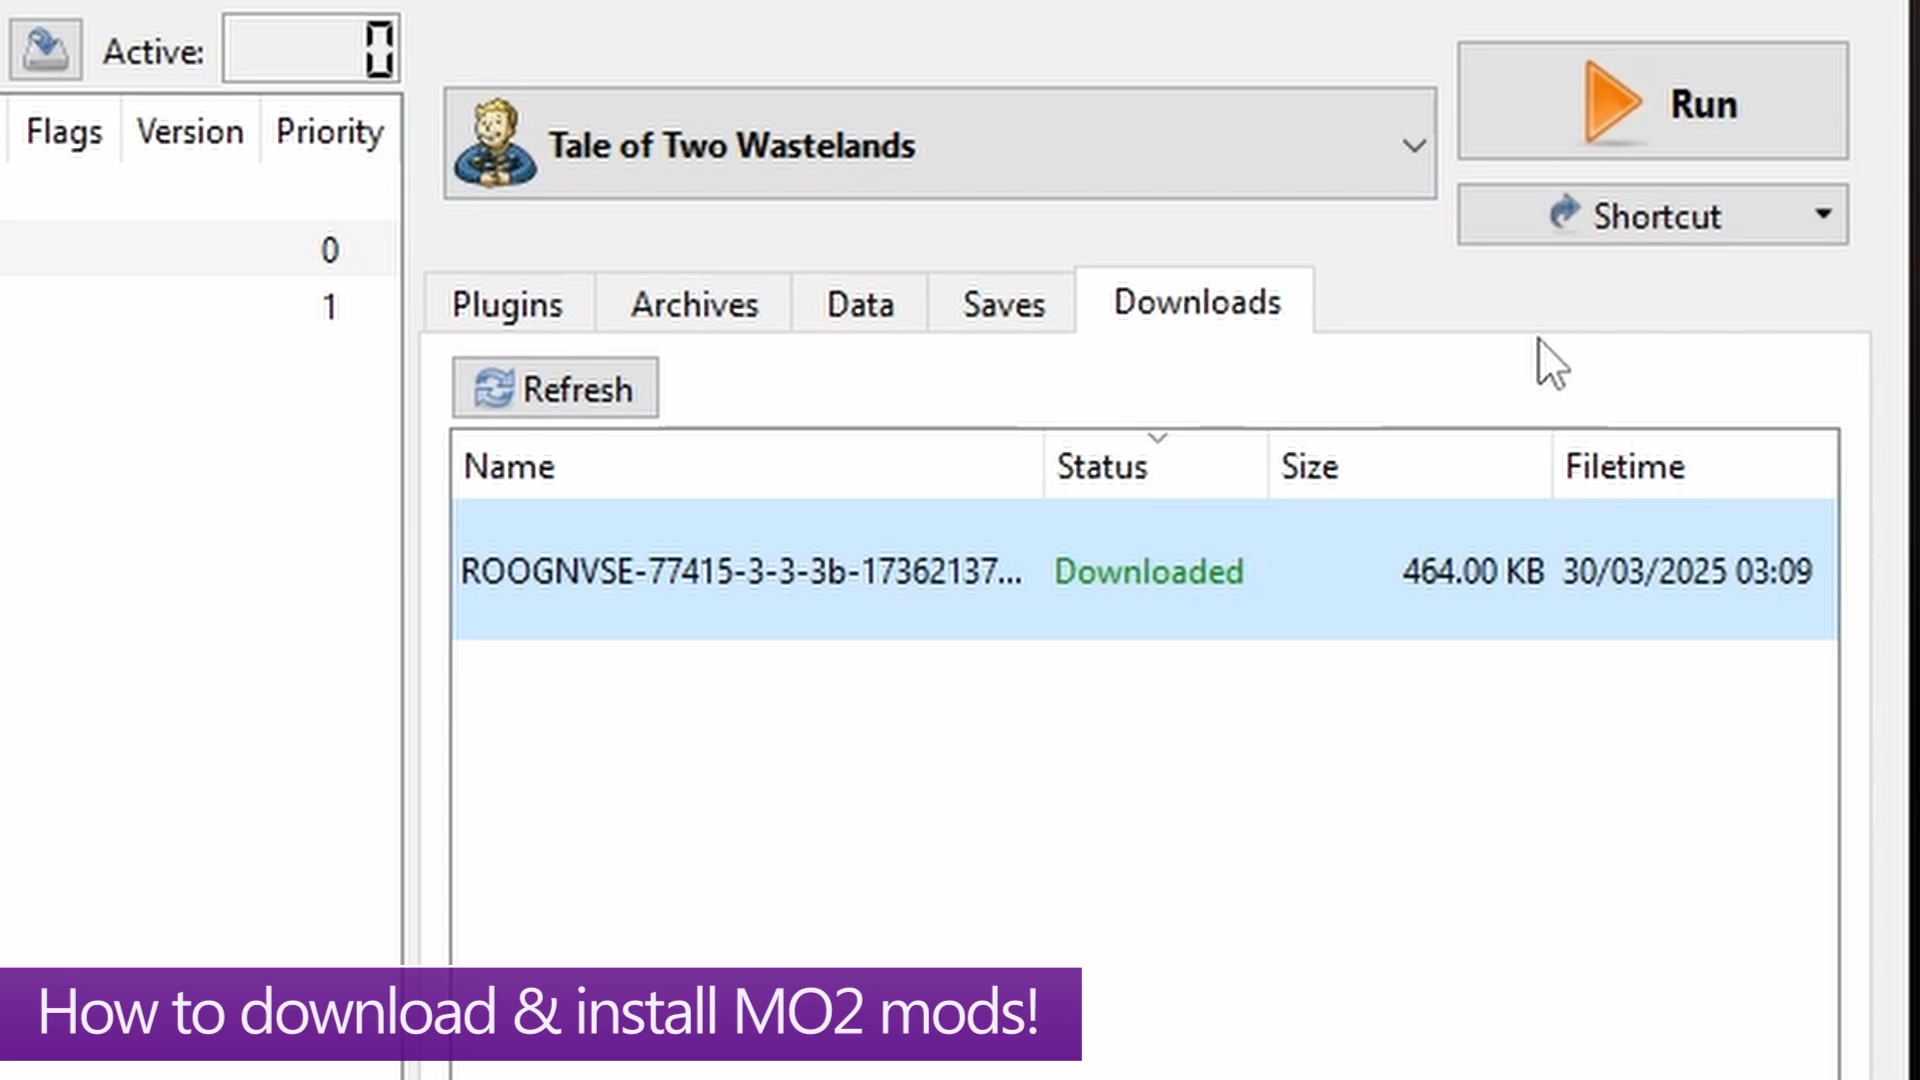 Active: 0
Flags Version Priority
0
1
Tale of Two Wastelands
Run
Shortcut
Plugins Archives Data Saves Downloads
Refresh
Name Status Size Filetime
ROOGNVSE-77415-3-3-3b-17362137... Downloaded 464.00 KB 30/03/2025 03:09
How to download & install MO2 mods!